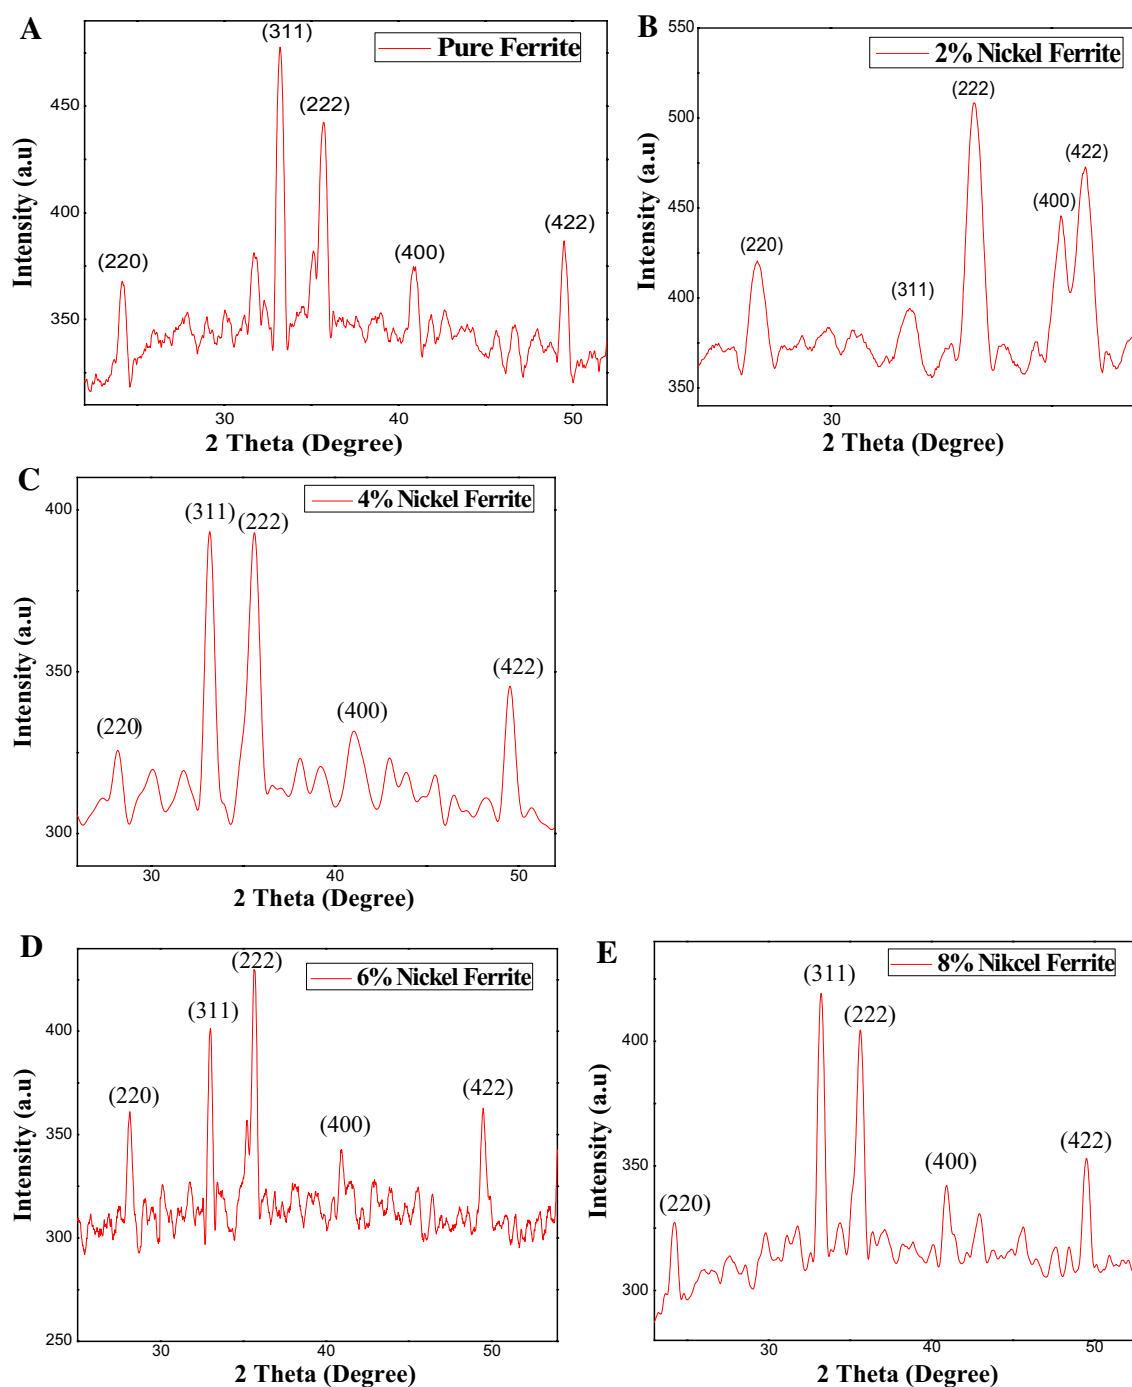 A
Pure Ferrite
(311)
(222)
(220)
(400)
(422)
450
400
350
30
40
50
Intensity (a.u)
2 Theta (Degree)
B
2% Nickel Ferrite
(222)
(422)
(400)
(220)
(311)
550
500
450
400
350
30
Intensity (a.u)
2 Theta (Degree)
C
4% Nickel Ferrite
(311)
(222)
(422)
(400)
(220)
400
350
300
30
40
50
Intensity (a.u)
2 Theta (Degree)
D
6% Nickel Ferrite
(222)
(311)
(220)
(422)
(400)
400
350
300
250
30
40
50
Intensity (a.u)
2 Theta (Degree)
E
8% Nikcel Ferrite
(311)
(222)
(422)
(400)
(220)
400
350
300
30
40
50
Intensity (a.u)
2 Theta (Degree)